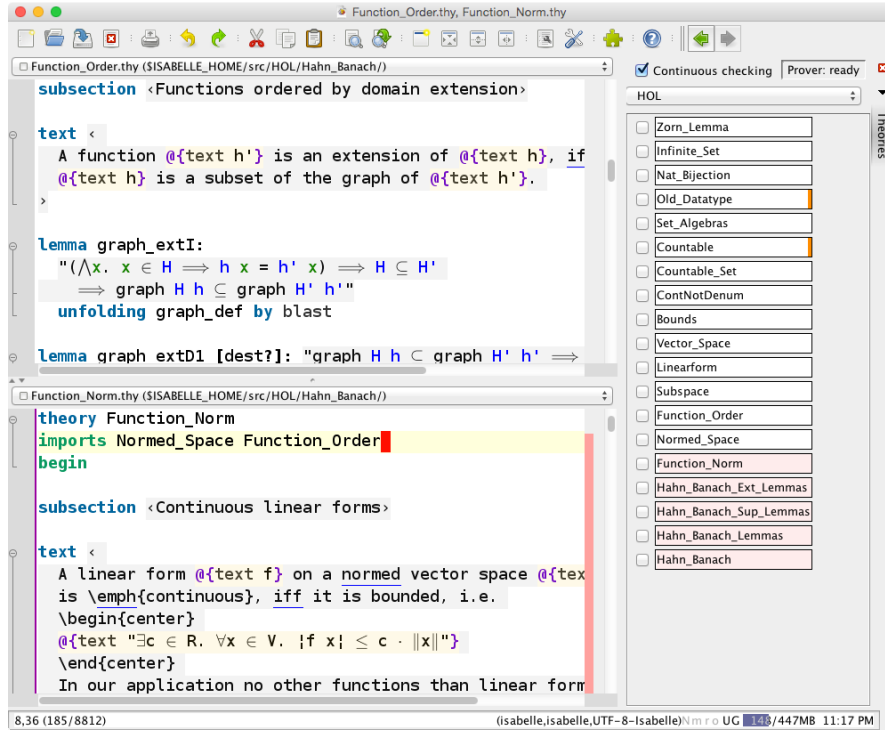 Function_Order.thy, Function_Norm.thy
Function_Order.thy ($ISABELLE_HOME/src/HOL/Hahn_Banach/)
subsection ‹Functions ordered by domain extension›
text ‹
A function @{text h'} is an extension of @{text h}, if
@{text h} is a subset of the graph of @{text h'}.
›
lemma graph_extI:
"(⋀x. x ∈ H ⟹ h x = h' x) ⟹ H ⊆ H'
⟹ graph H h ⊆ graph H' h'"
unfolding graph_def by blast
lemma graph_extD1 [dest?]: "graph H h ⊆ graph H' h' ⟹
Function_Norm.thy ($ISABELLE_HOME/src/HOL/Hahn_Banach/)
theory Function_Norm
imports Normed_Space Function_Order
begin
subsection ‹Continuous linear forms›
text ‹
A linear form @{text f} on a normed vector space @{tex
is \emph{continuous}, iff it is bounded, i.e.
\begin{center}
@{text "∃c ∈ R. ∀x ∈ V. ¦f x¦ ≤ c ⋅ ∥x∥"}
\end{center}
In our application no other functions than linear form
Continuous checking
Prover: ready
HOL
Theories
Zorn_Lemma
Infinite_Set
Nat_Bijection
Old_Datatype
Set_Algebras
Countable
Countable_Set
ContNotDenum
Bounds
Vector_Space
Linearform
Subspace
Function_Order
Normed_Space
Function_Norm
Hahn_Banach_Ext_Lemmas
Hahn_Banach_Sup_Lemmas
Hahn_Banach_Lemmas
Hahn_Banach
8,36 (185/8812)
(isabelle,isabelle,UTF-8-Isabelle)N m r o UG 148/447MB 11:17 PM